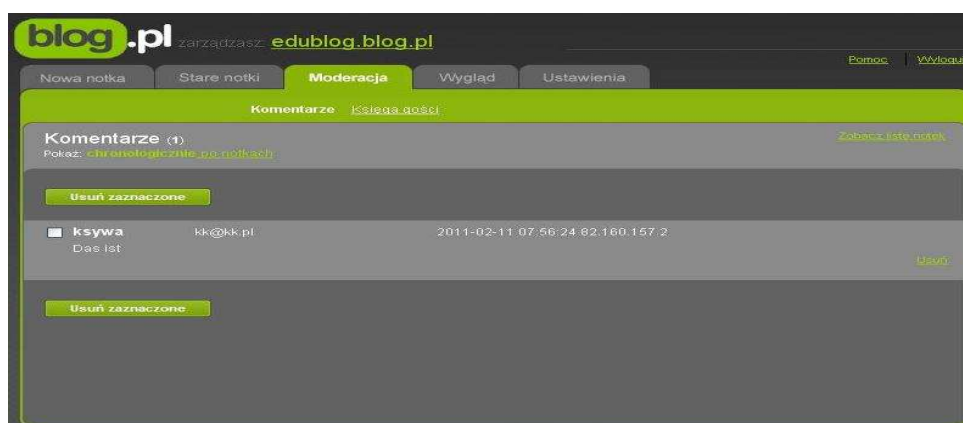 blog.pl zarządzasz: edublog.blog.pl
Pomoc Wylogu
Nowa notka Stare notki Moderacja Wygląd Ustawienia
Komentarze Księga gości
Komentarze (1) Zobacz listę notek
Pokaż: chronologicznie po notkach
Usuń zaznaczone
ksywa kk@kk.pl 2011-02-11 07:56:24 82.160.157.2
Das ist
Usuń
Usuń zaznaczone